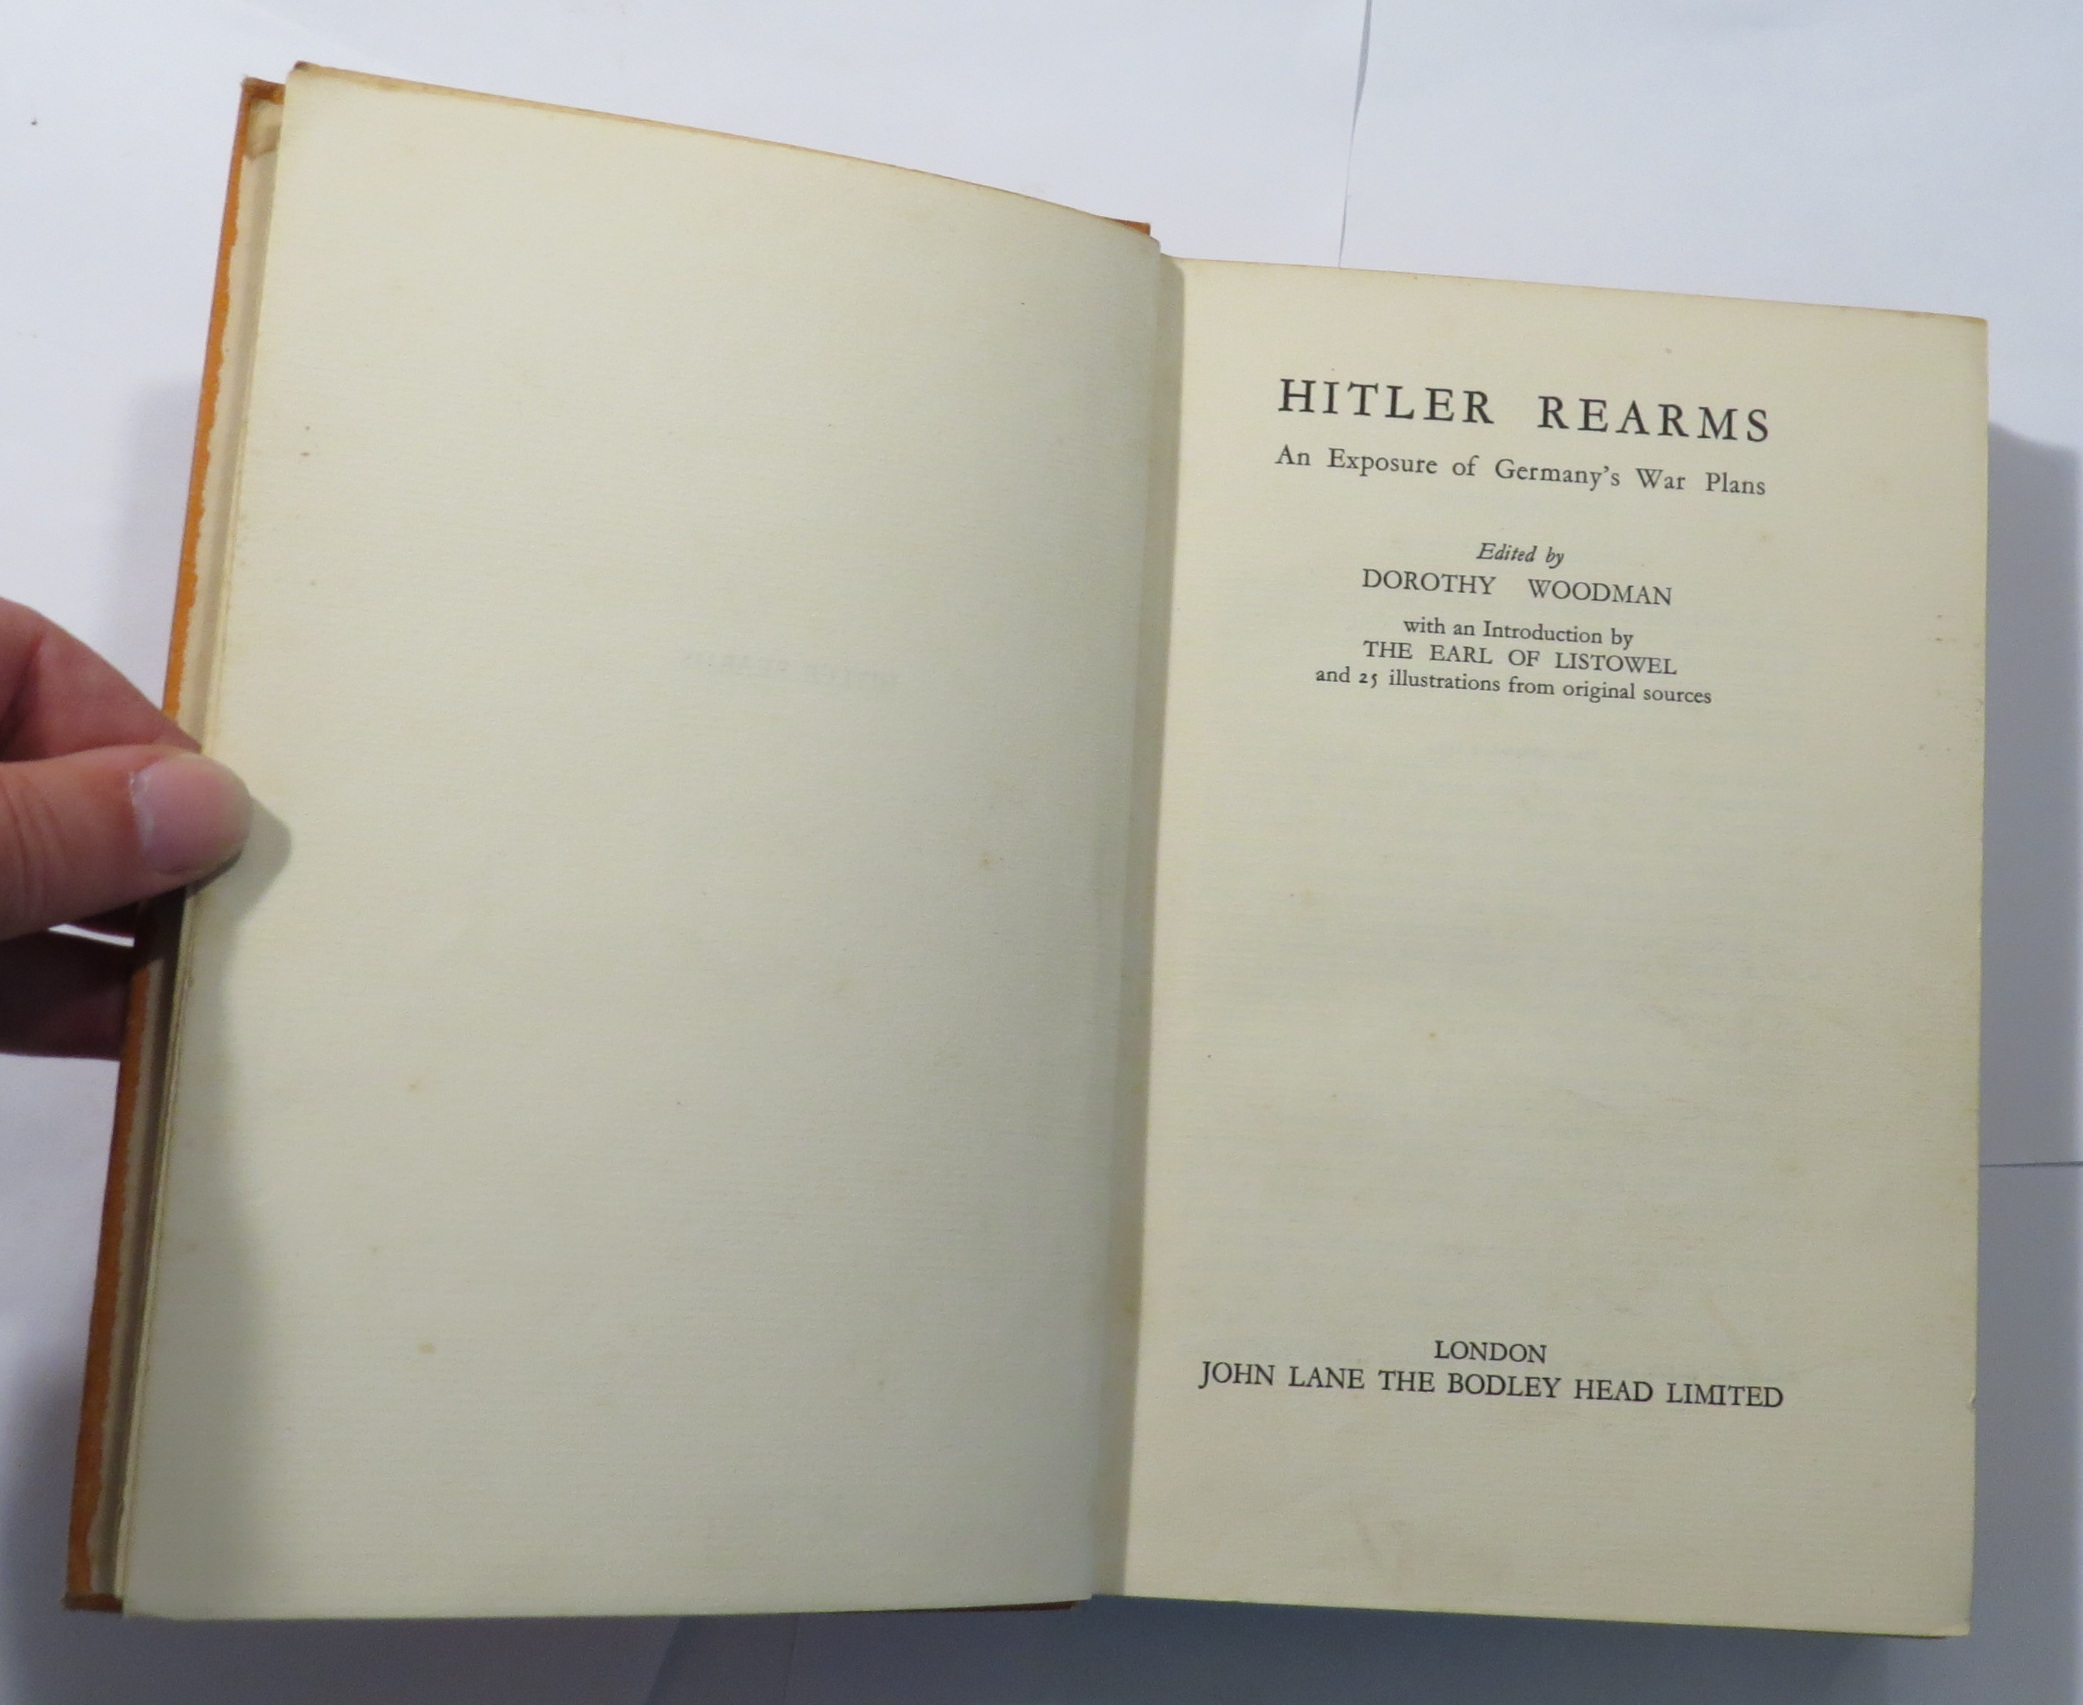 HITLER REARMS
An Exposure of Germany's War Plans
Edited by
DOROTHY WOODMAN
with an Introduction by
THE EARL OF LISTOWEL
and 25 illustrations from original sources
LONDON
JOHN LANE THE BODLEY HEAD LIMITED